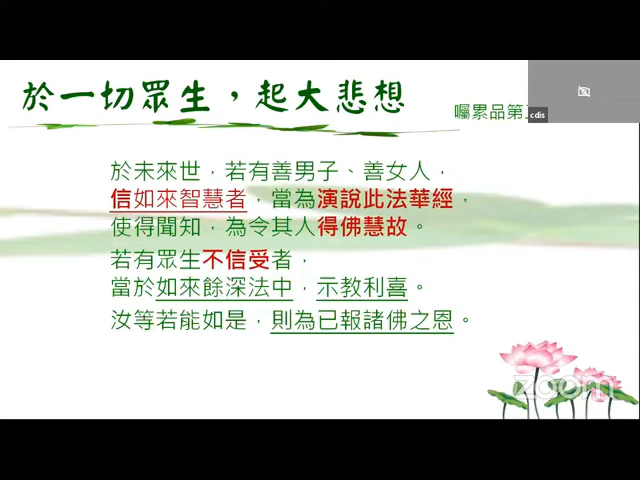 於一切眾生，起大悲想
囑累品第
cdis
於未來世，若有善男子、善女人，
信如來智慧者，當為演說此法華經，
使得聞知，為令其人得佛慧故。
若有眾生不信受者，
當於如來餘深法中，示教利喜。
汝等若能如是，則為已報諸佛之恩。
zoom